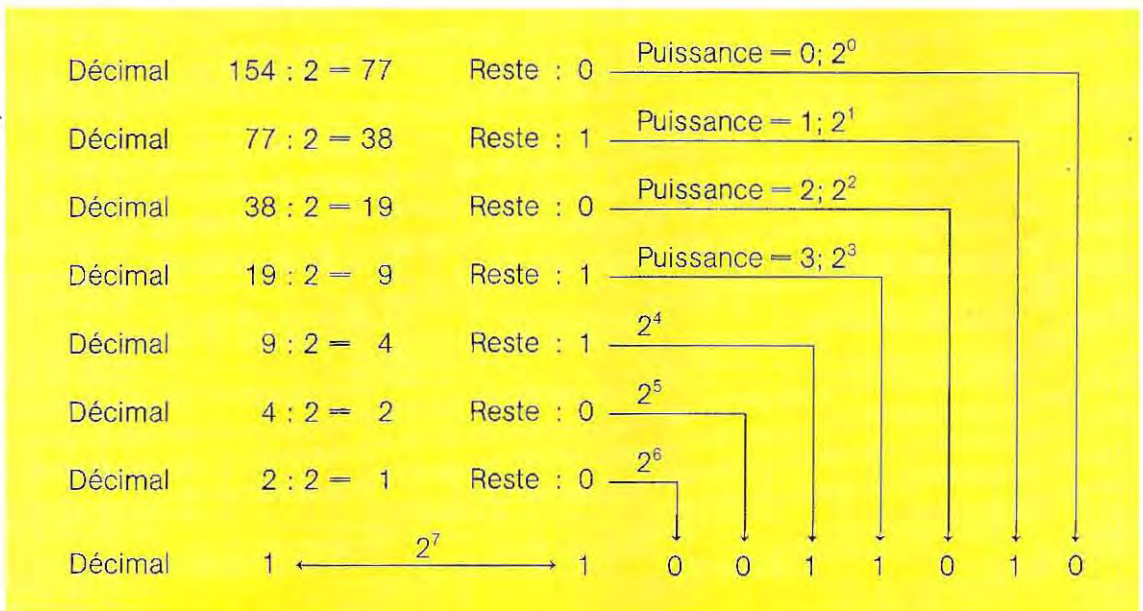 Décimal 154 : 2 = 77 Reste : 0 Puissance = 0; 2⁰
Décimal 77 : 2 = 38 Reste : 1 Puissance = 1; 2¹
Décimal 38 : 2 = 19 Reste : 0 Puissance = 2; 2²
Décimal 19 : 2 = 9 Reste : 1 Puissance = 3; 2³
Décimal 9 : 2 = 4 Reste : 1 2⁴
Décimal 4 : 2 = 2 Reste : 0 2⁵
Décimal 2 : 2 = 1 Reste : 0 2⁶
Décimal 1 2⁷ 1 0 0 1 1 0 1 0